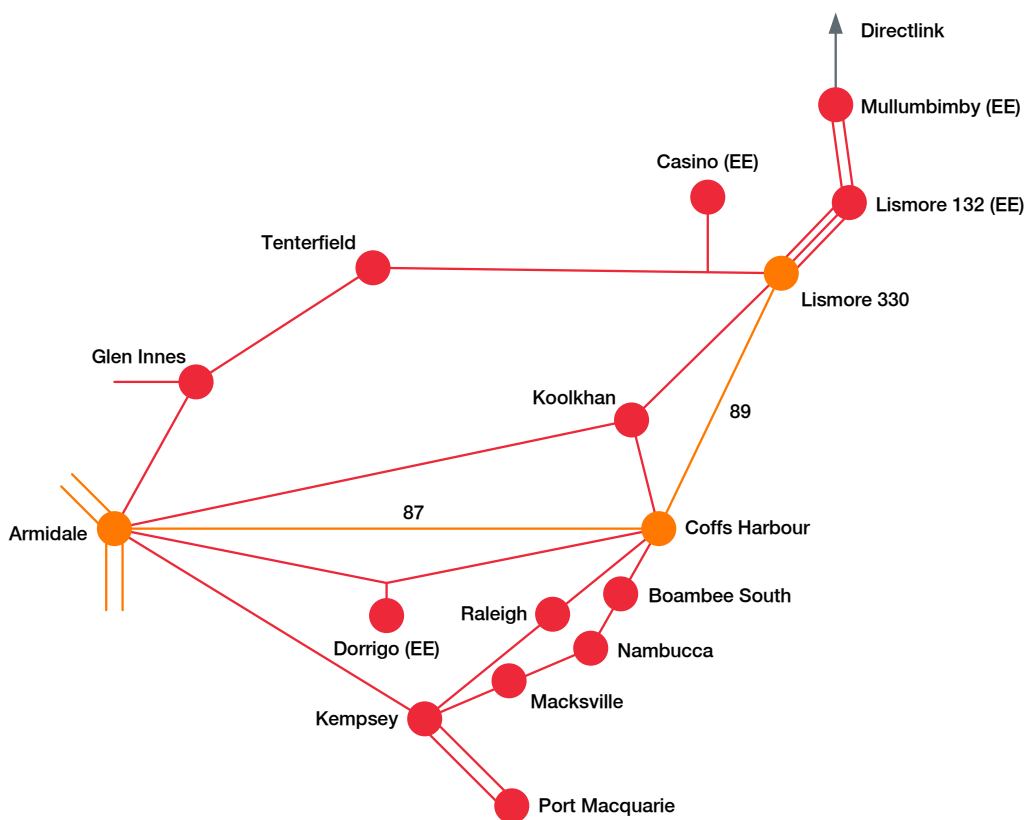 Directlink
Mullumbimby (EE)
Casino (EE)
Lismore 132 (EE)
Tenterfield
Lismore 330
Glen Innes
Koolkhan
89
87
Armidale
Coffs Harbour
Boambee South
Raleigh
Dorrigo (EE)
Nambucca
Macksville
Kempsey
Port Macquarie